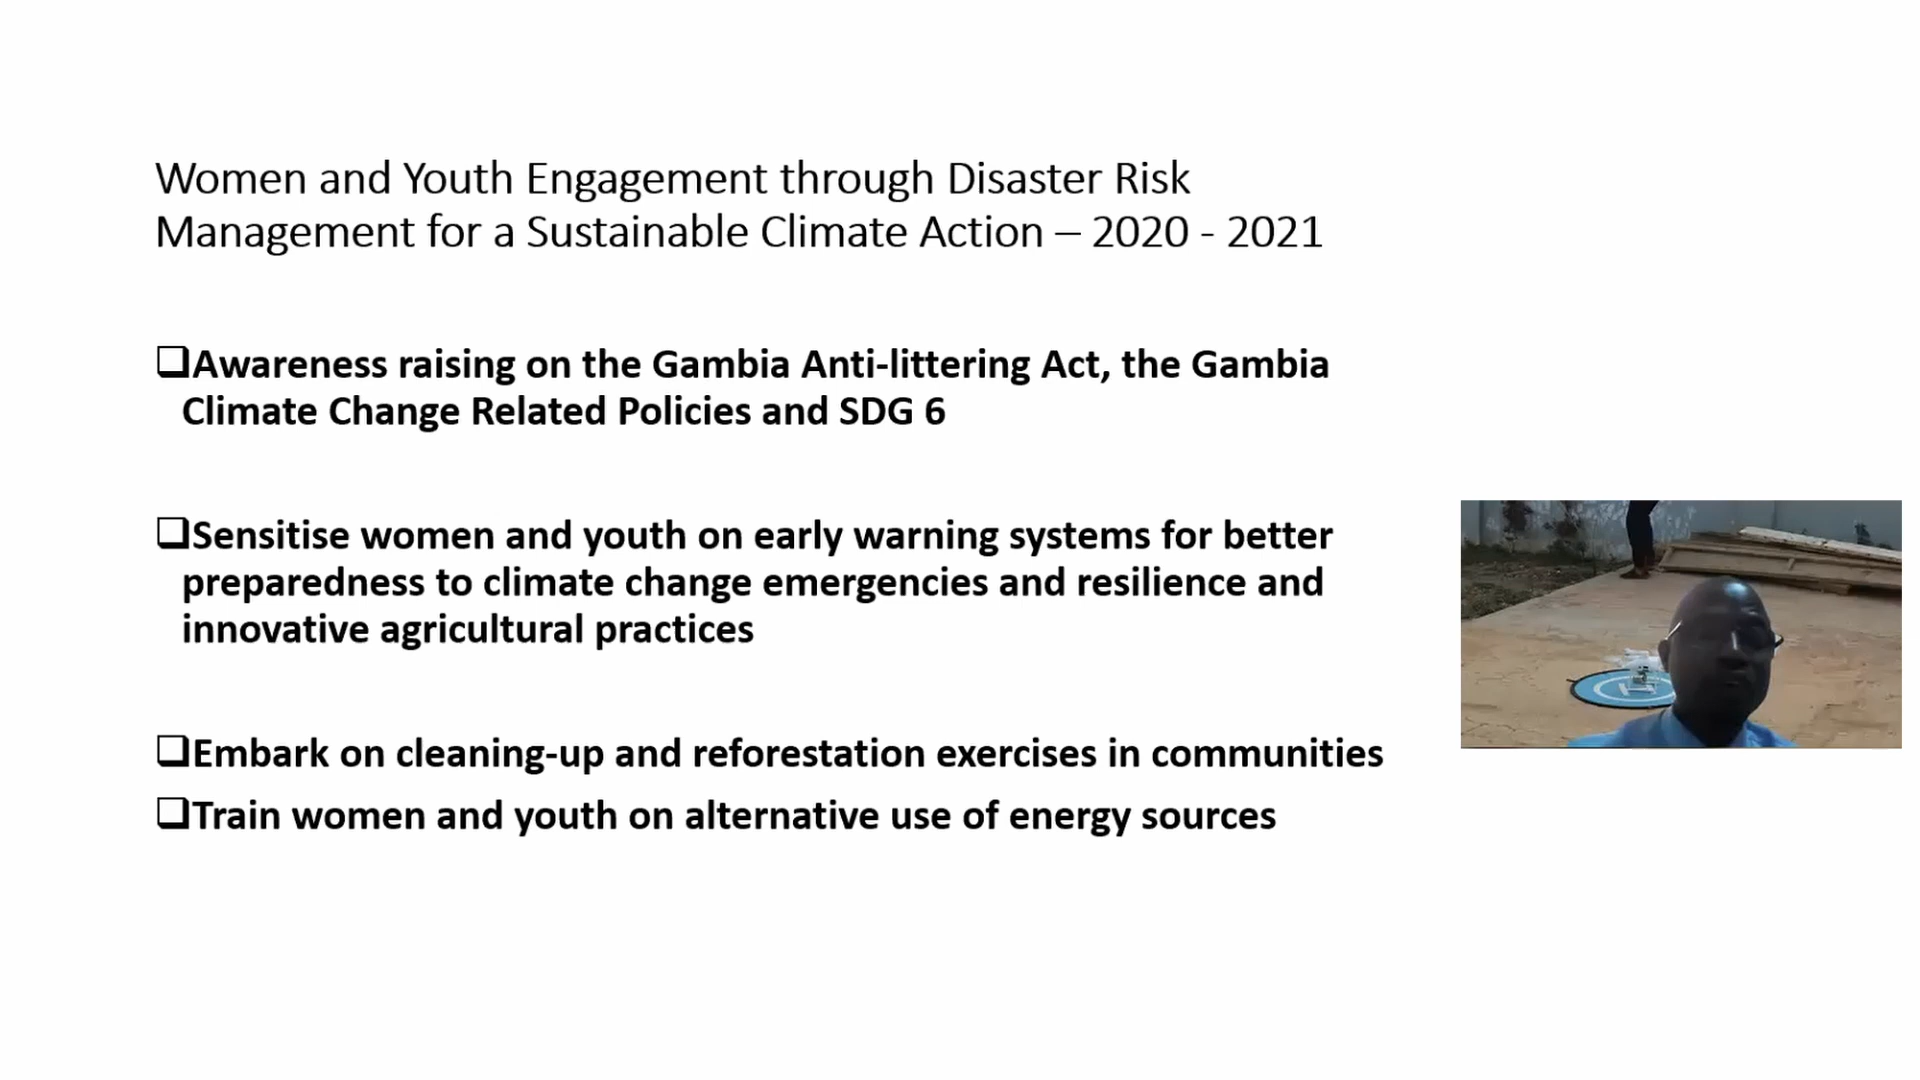 Women and Youth Engagement through Disaster Risk
Management for a Sustainable Climate Action – 2020 - 2021
❑Awareness raising on the Gambia Anti-littering Act, the Gambia
Climate Change Related Policies and SDG 6
❑Sensitise women and youth on early warning systems for better
preparedness to climate change emergencies and resilience and
innovative agricultural practices
❑Embark on cleaning-up and reforestation exercises in communities
❑Train women and youth on alternative use of energy sources